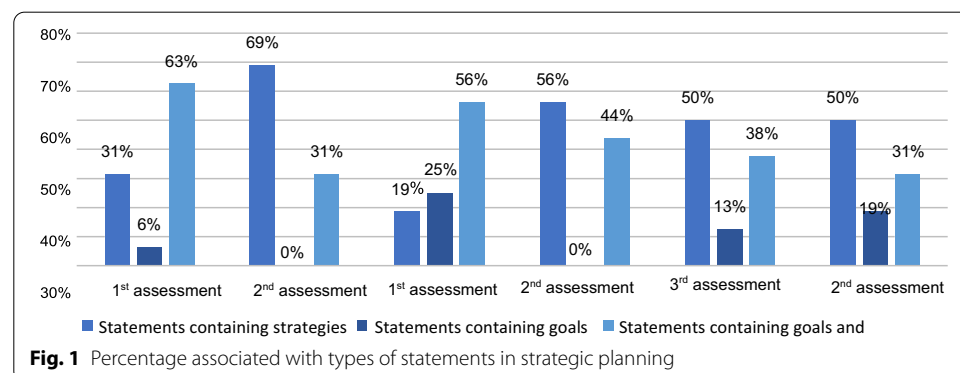 80%
69%
63%
70%
56%
56%
50%
50%
60%
44%
38%
31%
31%
31%
50%
25%
19%
19%
13%
40%
6%
0%
0%
30%
1st assessment
2nd assessment
1st assessment
2nd assessment
3rd assessment
2nd assessment
Statements containing strategies
Statements containing goals
Statements containing goals and
Fig. 1 Percentage associated with types of statements in strategic planning